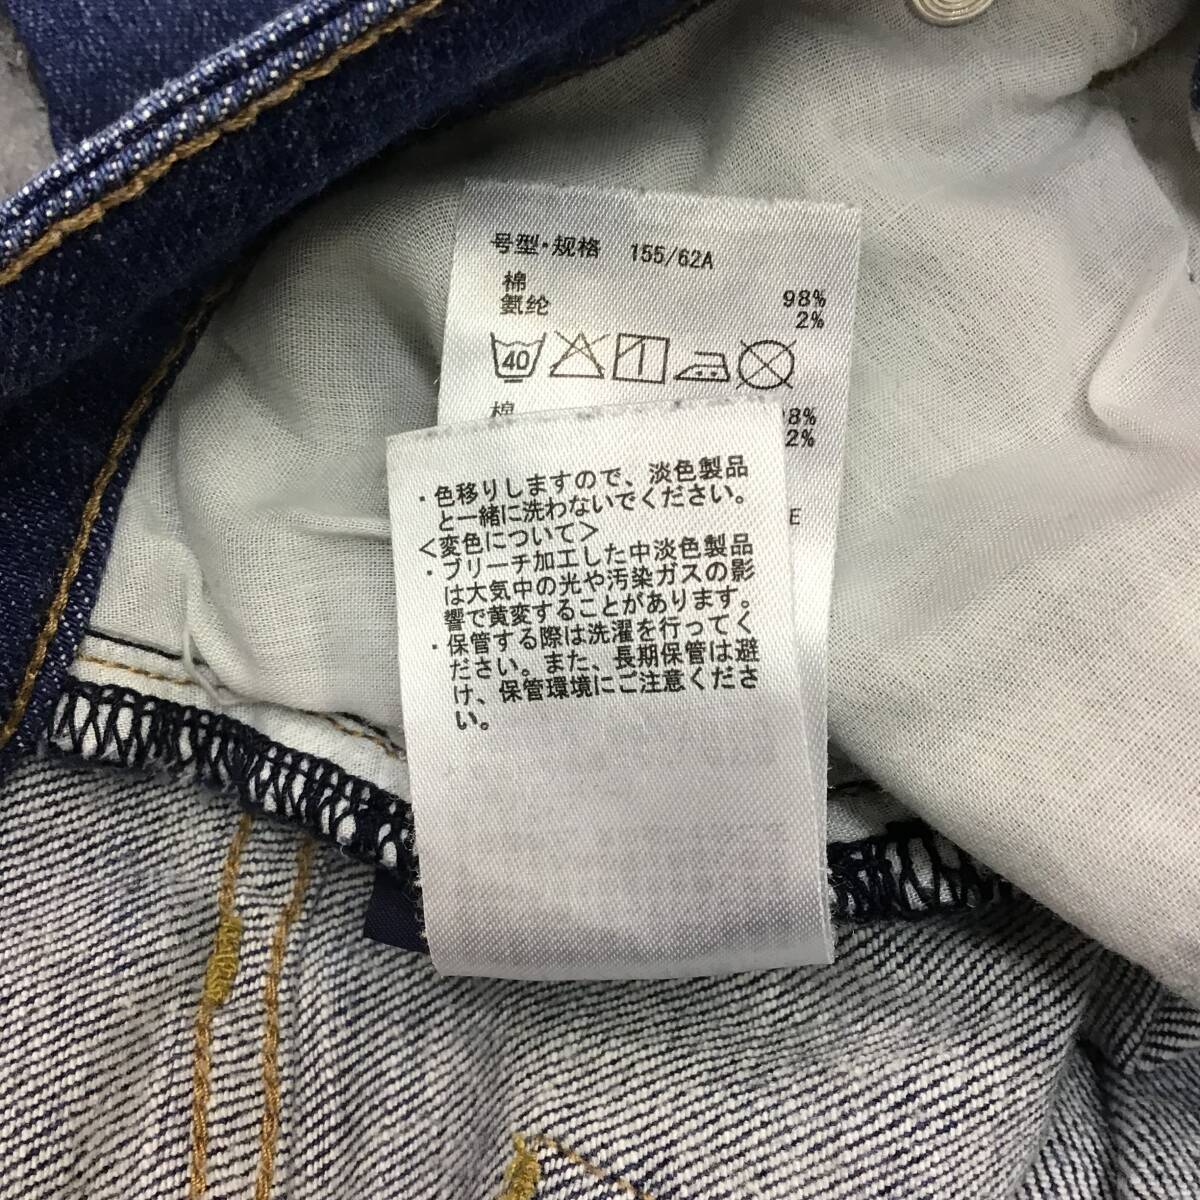 号型・规格 155/62A
棉 98%
氨纶 2%
40
棉 98%
2%
E
・色移りしますので、淡色製品
と一緒に洗わないでください。
<変色について>
・ブリーチ加工した中淡色製品
は大気中の光や汚染ガスの影
響で黄変することがあります。
・保管する際は洗濯を行ってく
ださい。また、長期保管は避
け、保管環境にご注意くださ
い。